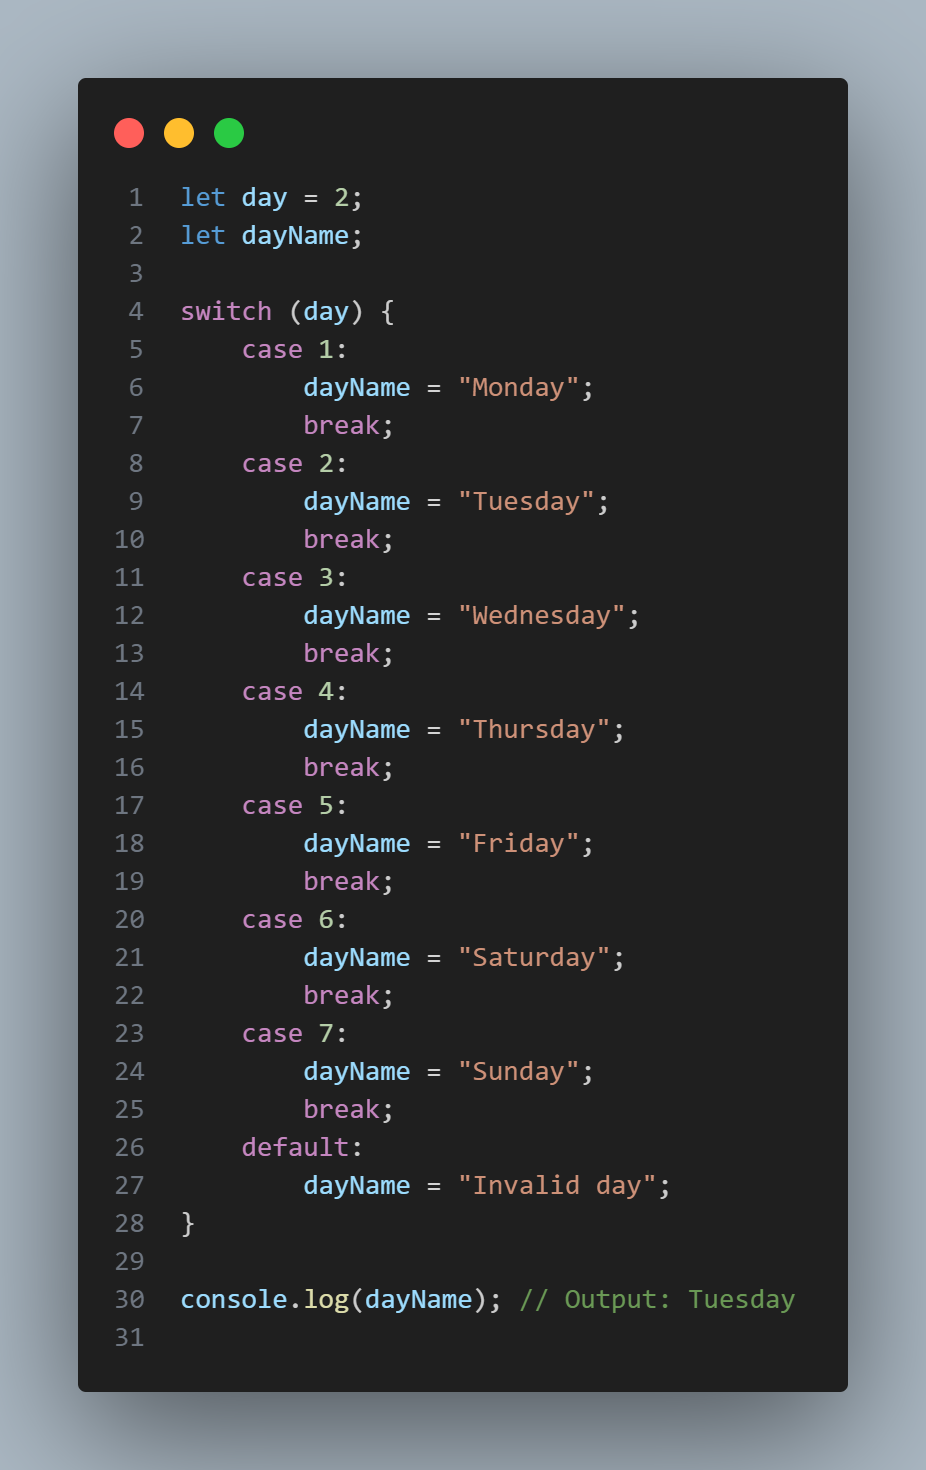 1 let day = 2;
2 let dayName;
3
4 switch (day) {
5     case 1:
6         dayName = "Monday";
7         break;
8     case 2:
9         dayName = "Tuesday";
10         break;
11     case 3:
12         dayName = "Wednesday";
13         break;
14     case 4:
15         dayName = "Thursday";
16         break;
17     case 5:
18         dayName = "Friday";
19         break;
20     case 6:
21         dayName = "Saturday";
22         break;
23     case 7:
24         dayName = "Sunday";
25         break;
26     default:
27         dayName = "Invalid day";
28 }
29
30 console.log(dayName); // Output: Tuesday
31